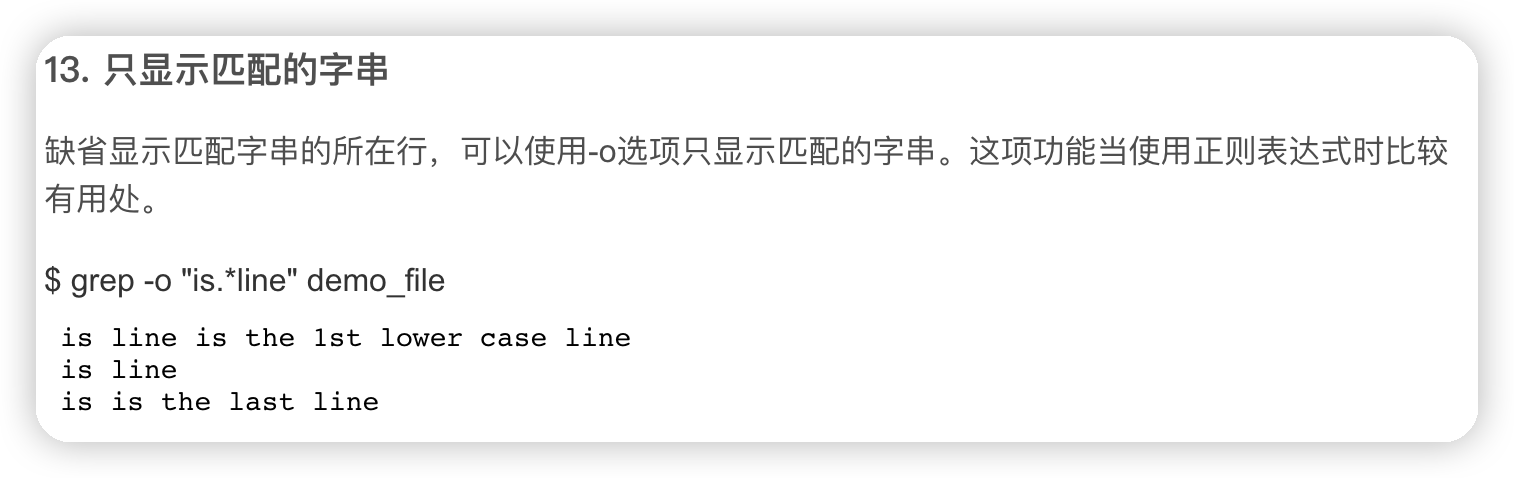 13. 只显示匹配的字串
缺省显示匹配字串的所在行，可以使用-o选项只显示匹配的字串。这项功能当使用正则表达式时比较
有用处。
$ grep -o "is.*line" demo_file
is line is the 1st lower case line
is line
is is the last line